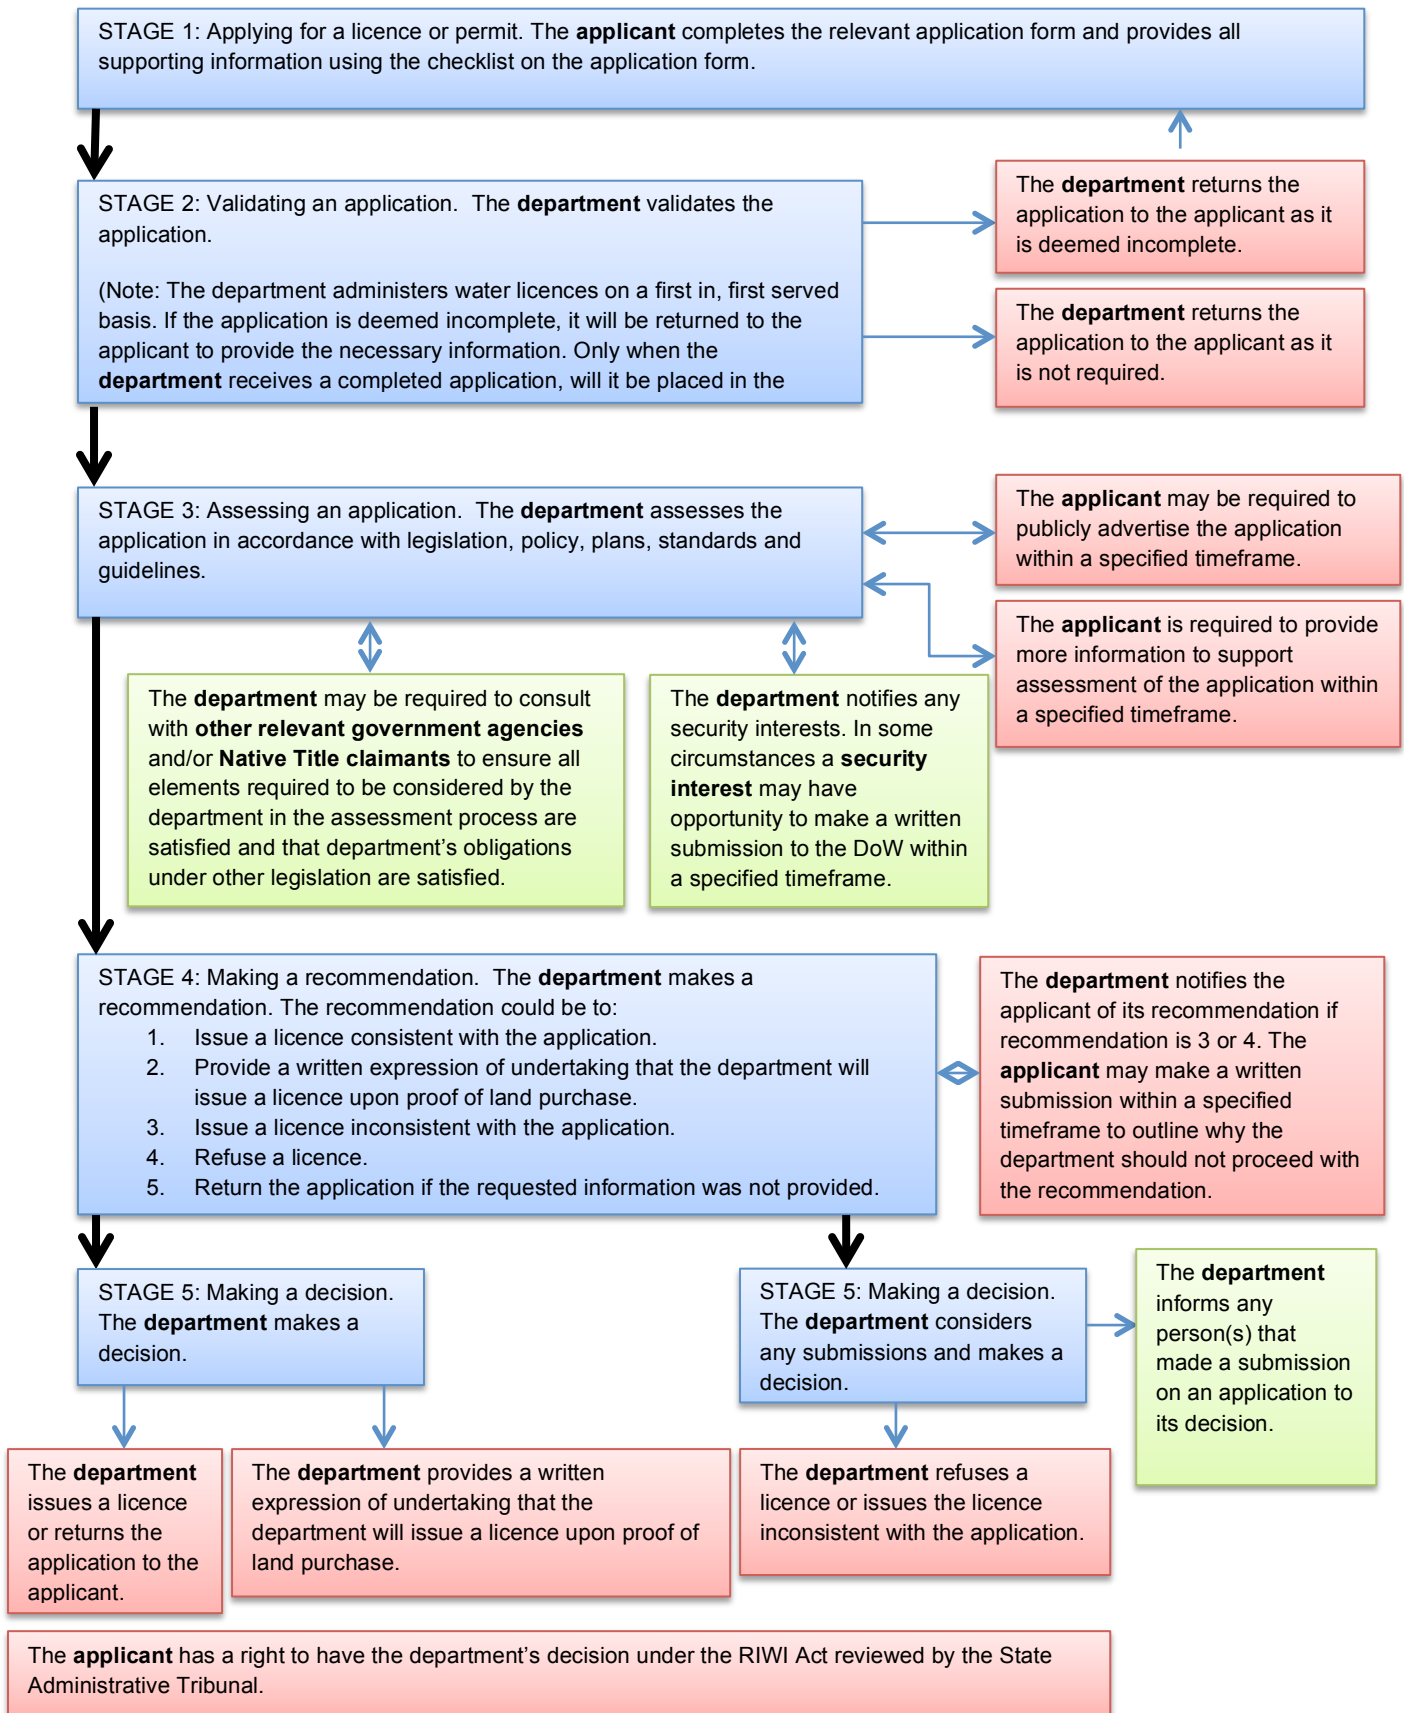 STAGE 1: Applying for a licence or permit. The applicant completes the relevant application form and provides all
supporting information using the checklist on the application form.
STAGE 2: Validating an application. The department validates the
application.
(Note: The department administers water licences on a first in, first served
basis. If the application is deemed incomplete, it will be returned to the
applicant to provide the necessary information. Only when the
department receives a completed application, will it be placed in the
The department returns the
application to the applicant as it
is deemed incomplete.
The department returns the
application to the applicant as it
is not required.
STAGE 3: Assessing an application. The department assesses the
application in accordance with legislation, policy, plans, standards and
guidelines.
The applicant may be required to
publicly advertise the application
within a specified timeframe.
The applicant is required to provide
more information to support
assessment of the application within
a specified timeframe.
The department may be required to consult
with other relevant government agencies
and/or Native Title claimants to ensure all
elements required to be considered by the
department in the assessment process are
satisfied and that department's obligations
under other legislation are satisfied.
The department notifies any
security interests. In some
circumstances a security
interest may have
opportunity to make a written
submission to the DoW within
a specified timeframe.
STAGE 4: Making a recommendation. The department makes a
recommendation. The recommendation could be to:
1. Issue a licence consistent with the application.
2. Provide a written expression of undertaking that the department will
issue a licence upon proof of land purchase.
3. Issue a licence inconsistent with the application.
4. Refuse a licence.
5. Return the application if the requested information was not provided.
The department notifies the
applicant of its recommendation if
recommendation is 3 or 4. The
applicant may make a written
submission within a specified
timeframe to outline why the
department should not proceed with
the recommendation.
STAGE 5: Making a decision.
The department makes a
decision.
STAGE 5: Making a decision.
The department considers
any submissions and makes a
decision.
The department
informs any
person(s) that
made a submission
on an application to
its decision.
The department
issues a licence
or returns the
application to the
applicant.
The department provides a written
expression of undertaking that the
department will issue a licence upon proof of
land purchase.
The department refuses a
licence or issues the licence
inconsistent with the application.
The applicant has a right to have the department's decision under the RIWI Act reviewed by the State
Administrative Tribunal.